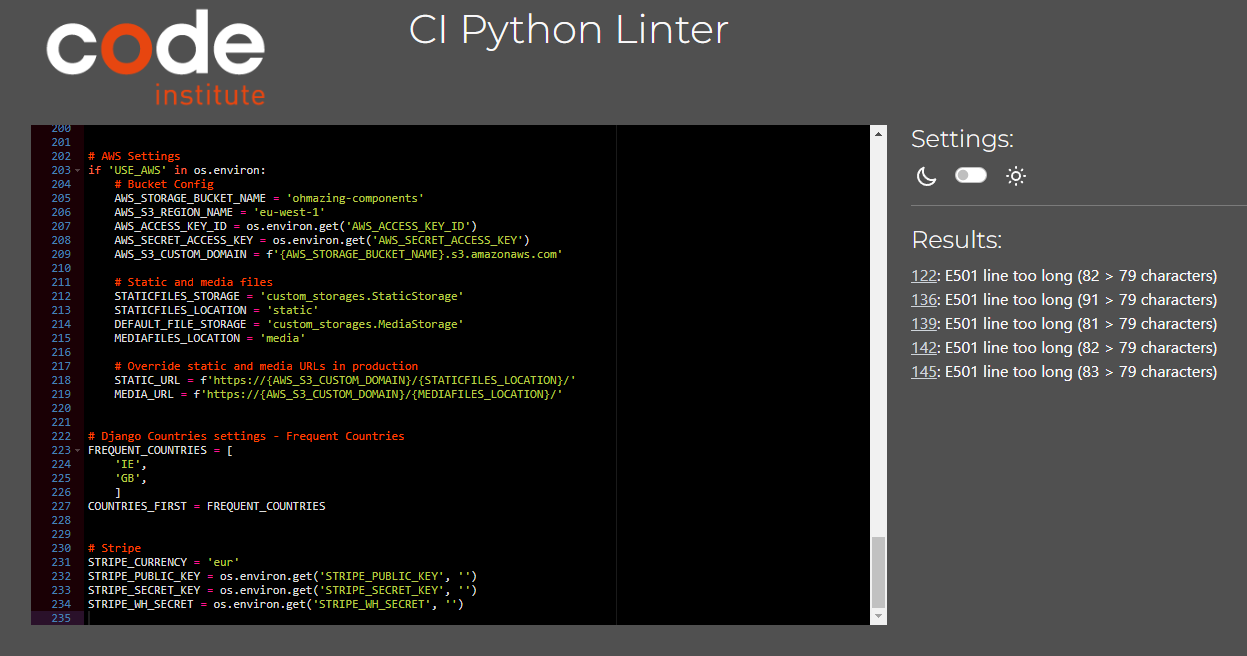 code
institute
CI Python Linter
200
201
202 # AWS Settings
203 if 'USE_AWS' in os.environ:
204     # Bucket Config
205     AWS_STORAGE_BUCKET_NAME = 'ohmazing-components'
206     AWS_S3_REGION_NAME = 'eu-west-1'
207     AWS_ACCESS_KEY_ID = os.environ.get('AWS_ACCESS_KEY_ID')
208     AWS_SECRET_ACCESS_KEY = os.environ.get('AWS_SECRET_ACCESS_KEY')
209     AWS_S3_CUSTOM_DOMAIN = f'{AWS_STORAGE_BUCKET_NAME}.s3.amazonaws.com'
210
211     # Static and media files
212     STATICFILES_STORAGE = 'custom_storages.StaticStorage'
213     STATICFILES_LOCATION = 'static'
214     DEFAULT_FILE_STORAGE = 'custom_storages.MediaStorage'
215     MEDIAFILES_LOCATION = 'media'
216
217     # Override static and media URLs in production
218     STATIC_URL = f'https://{AWS_S3_CUSTOM_DOMAIN}/{STATICFILES_LOCATION}/'
219     MEDIA_URL = f'https://{AWS_S3_CUSTOM_DOMAIN}/{MEDIAFILES_LOCATION}/'
220
221
222 # Django Countries settings - Frequent Countries
223 FREQUENT_COUNTRIES = [
224     'IE',
225     'GB',
226     ]
227 COUNTRIES_FIRST = FREQUENT_COUNTRIES
228
229
230 # Stripe
231 STRIPE_CURRENCY = 'eur'
232 STRIPE_PUBLIC_KEY = os.environ.get('STRIPE_PUBLIC_KEY', '')
233 STRIPE_SECRET_KEY = os.environ.get('STRIPE_SECRET_KEY', '')
234 STRIPE_WH_SECRET = os.environ.get('STRIPE_WH_SECRET', '')
235
Settings:
Results:
122: E501 line too long (82 > 79 characters)
136: E501 line too long (91 > 79 characters)
139: E501 line too long (81 > 79 characters)
142: E501 line too long (82 > 79 characters)
145: E501 line too long (83 > 79 characters)